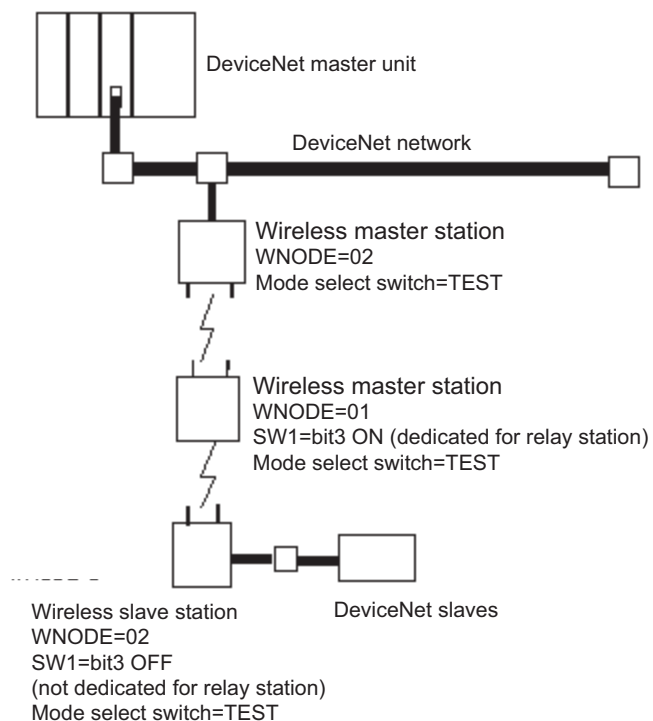 DeviceNet master unit
DeviceNet network
Wireless master station
WNODE=02
Mode select switch=TEST
Wireless master station
WNODE=01
SW1=bit3 ON (dedicated for relay station)
Mode select switch=TEST
Wireless slave station
WNODE=02
SW1=bit3 OFF
(not dedicated for relay station)
Mode select switch=TEST
DeviceNet slaves